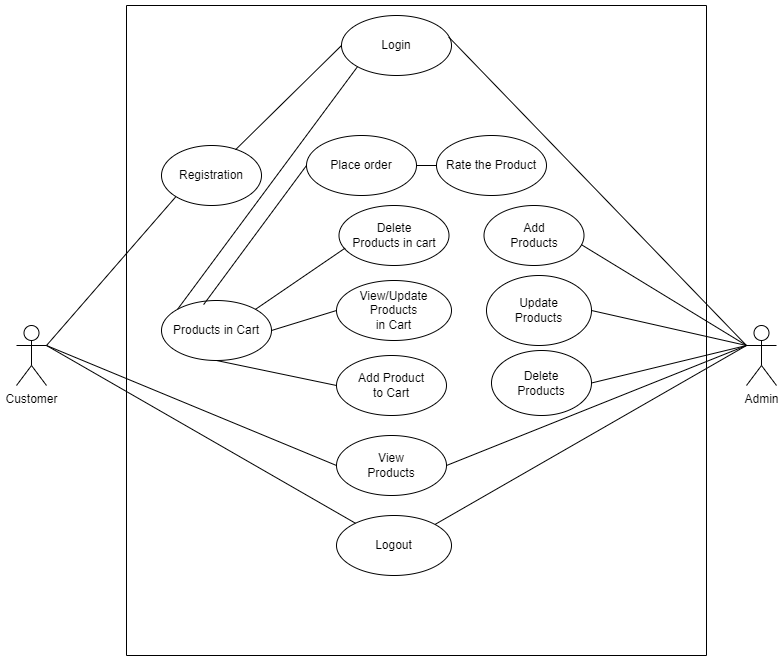 Login
Registration
Place order
Rate the Product
Delete
Products in cart
Add
Products
Products in Cart
View/Update
Products
in Cart
Update
Products
Add Product
to Cart
Delete
Products
Customer
Admin
View
Products
Logout